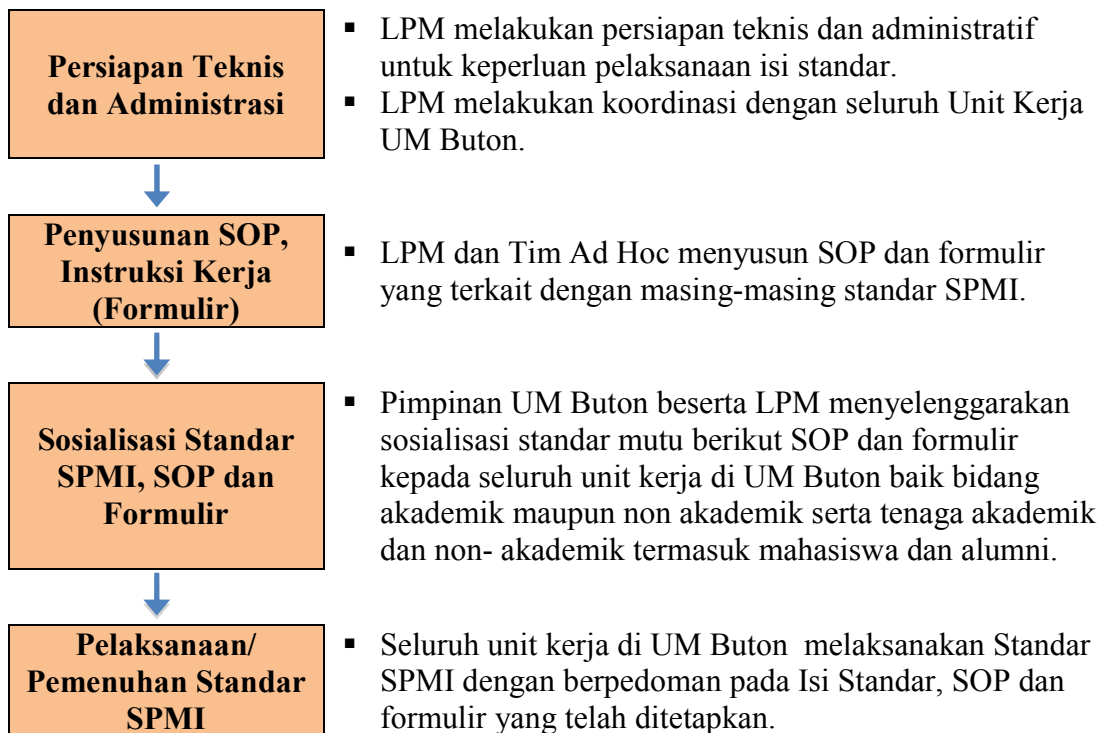 Persiapan Teknis
dan Administrasi
▪ LPM melakukan persiapan teknis dan administratif
untuk keperluan pelaksanaan isi standar.
▪ LPM melakukan koordinasi dengan seluruh Unit Kerja
UM Buton.
Penyusunan SOP,
Instruksi Kerja
(Formulir)
▪ LPM dan Tim Ad Hoc menyusun SOP dan formulir
yang terkait dengan masing-masing standar SPMI.
Sosialisasi Standar
SPMI, SOP dan
Formulir
▪ Pimpinan UM Buton beserta LPM menyelenggarakan
sosialisasi standar mutu berikut SOP dan formulir
kepada seluruh unit kerja di UM Buton baik bidang
akademik maupun non akademik serta tenaga akademik
dan non- akademik termasuk mahasiswa dan alumni.
Pelaksanaan/
Pemenuhan Standar
SPMI
▪ Seluruh unit kerja di UM Buton melaksanakan Standar
SPMI dengan berpedoman pada Isi Standar, SOP dan
formulir yang telah ditetapkan.